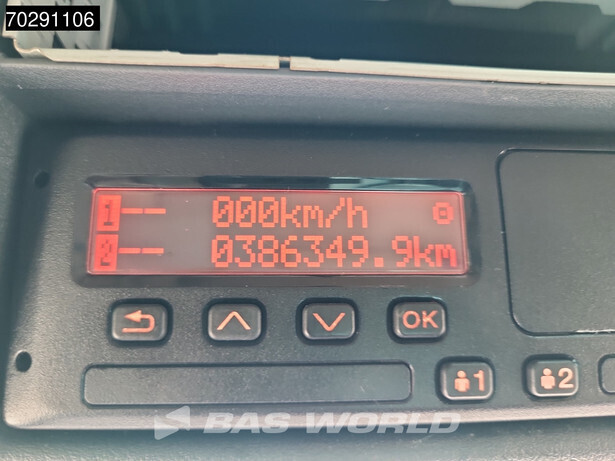 70291106
1-- 000km/h
0-- 0386349.9km
OK
1 2
BAS WORLD